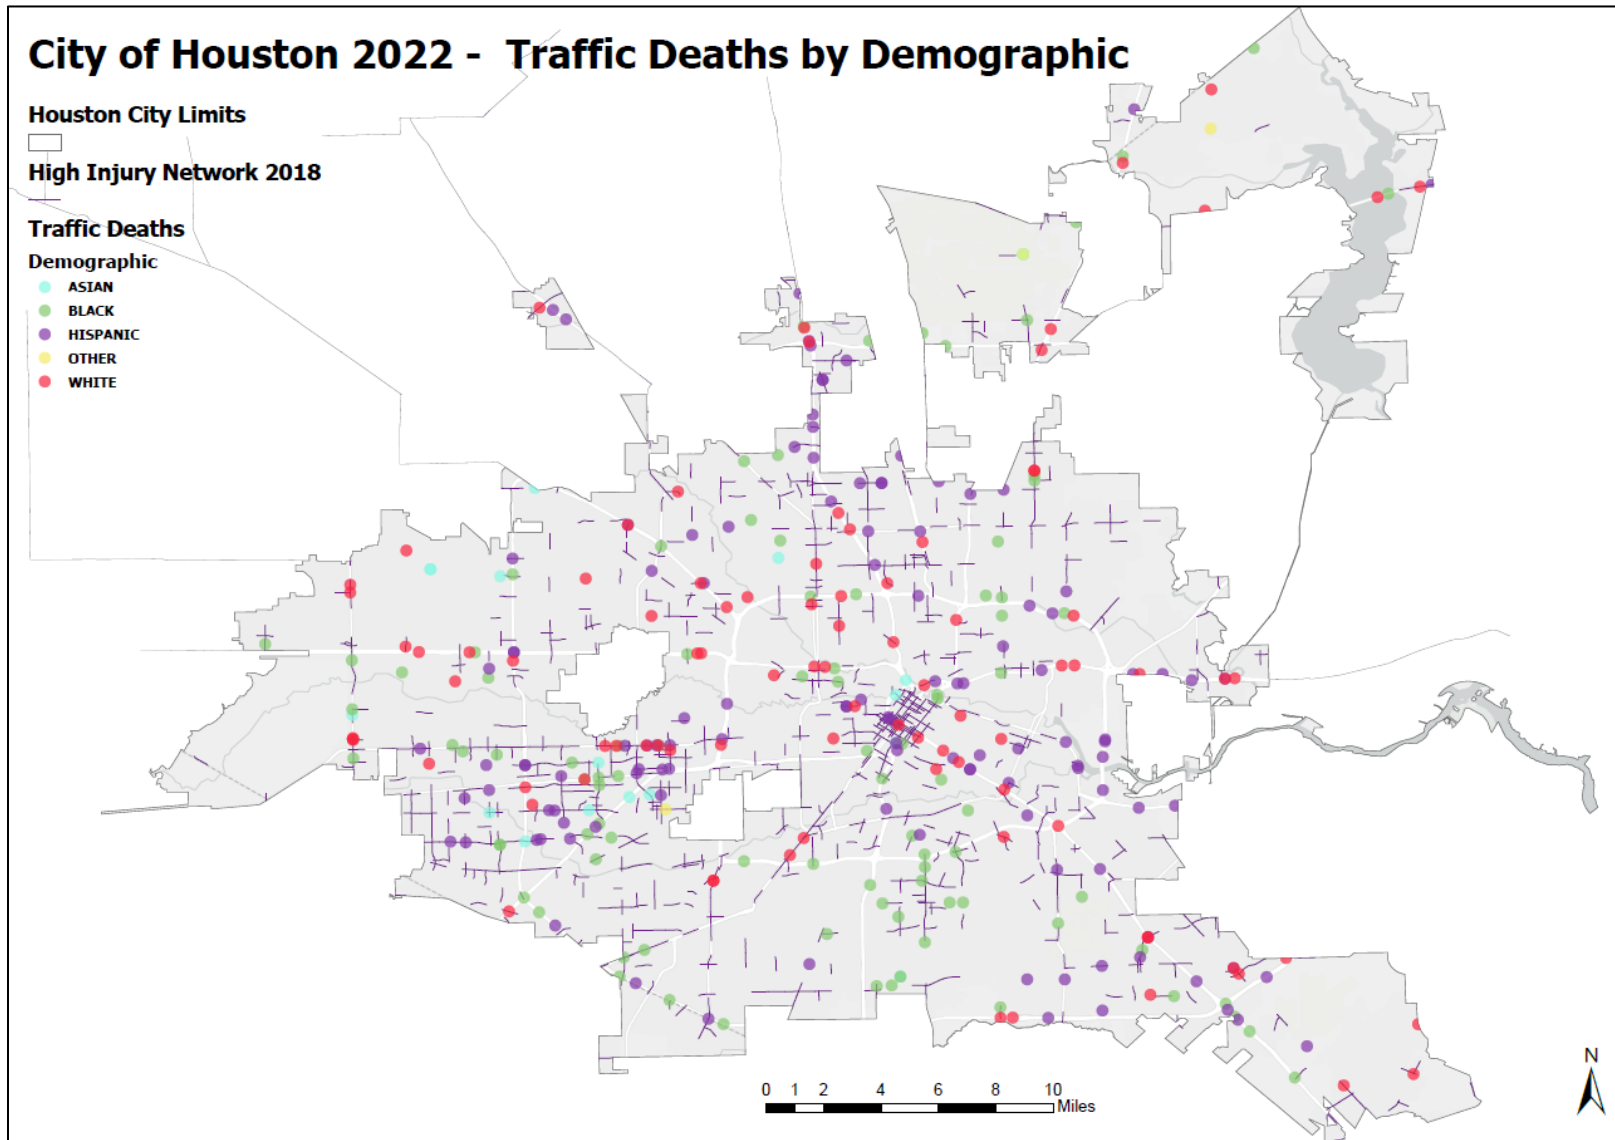 City of Houston 2022 - Traffic Deaths by Demographic
Houston City Limits
High Injury Network 2018
Traffic Deaths
Demographic
ASIAN
BLACK
HISPANIC
OTHER
WHITE
N
0 1 2 4 6 8 10
Miles